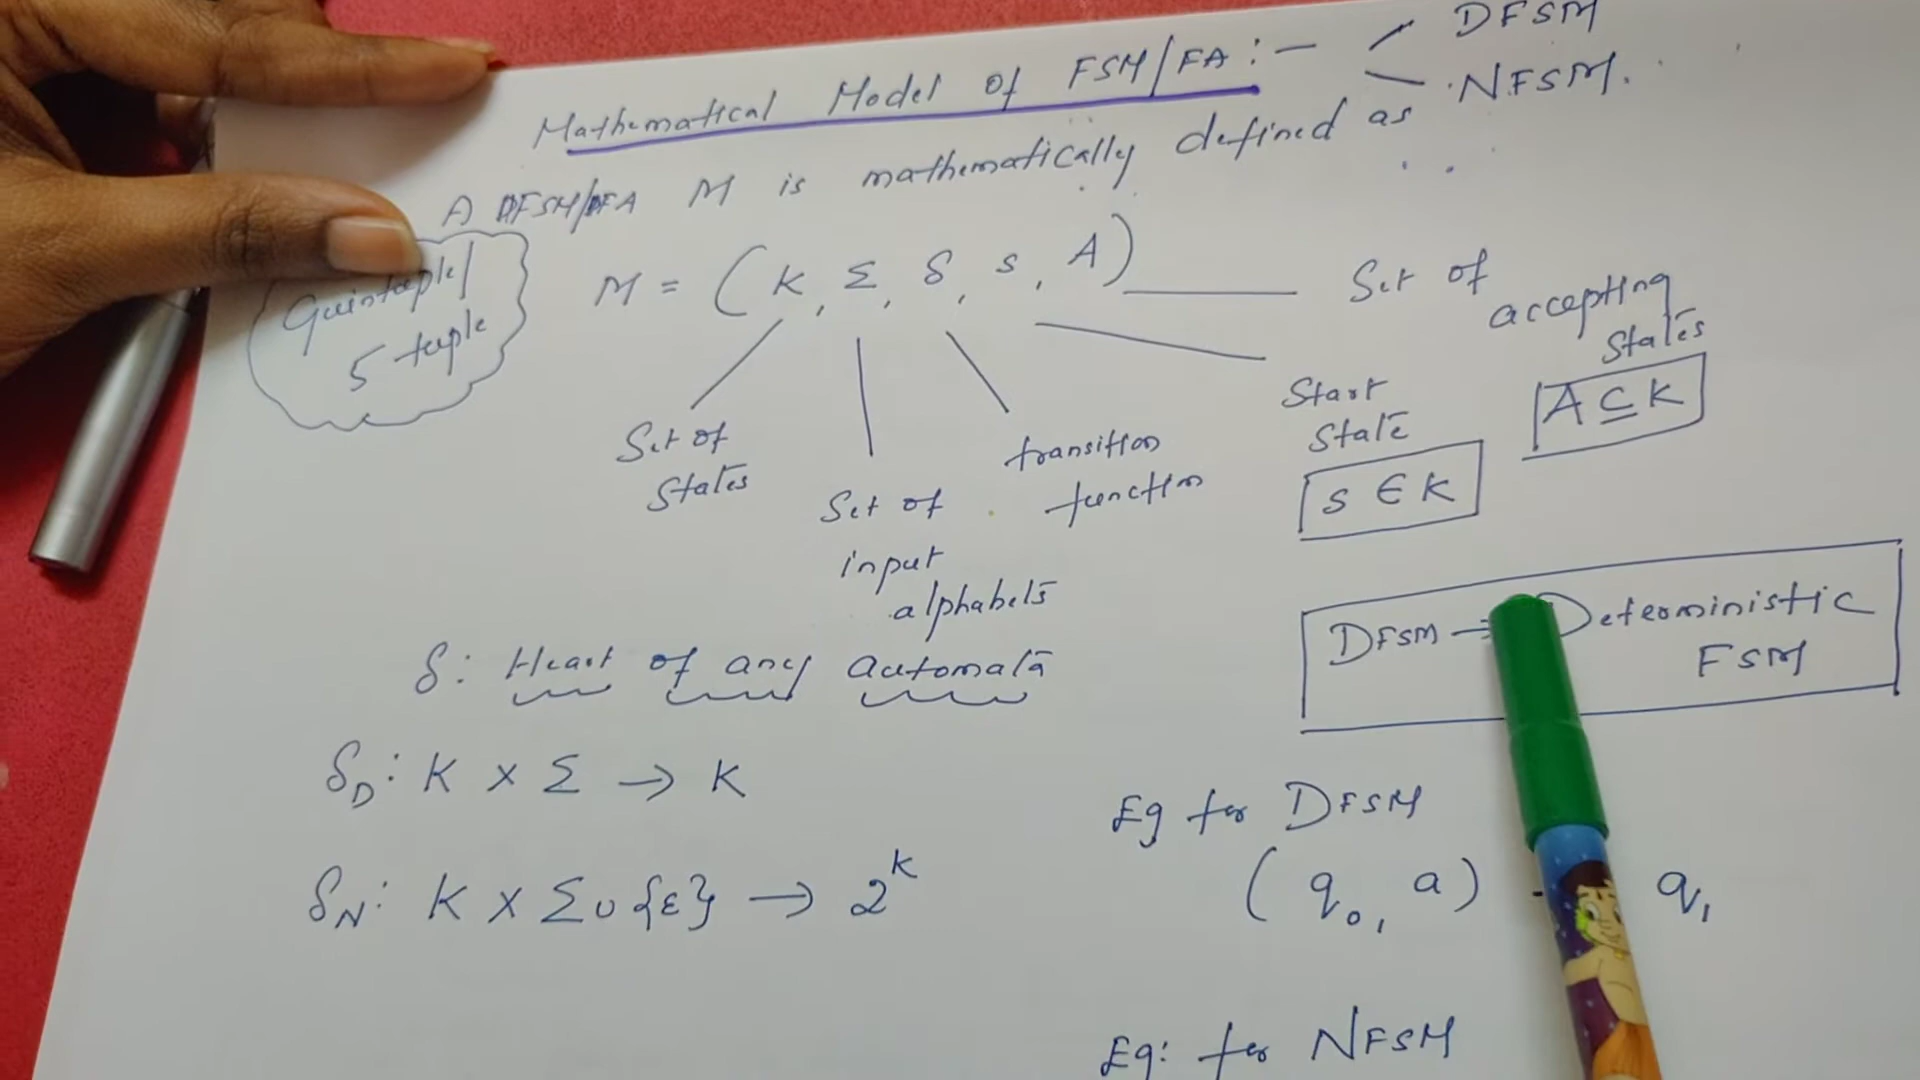 Mathematical Model of FSM/FA :- DFSM
NFSM.
A DFSM/DFA M is mathematically defined as
Quintuple/
5-tuple
M = (K, Σ, δ, s, A)
Set of
accepting
States
A ⊆ K
Start
State
s ∈ K
Set of
States
Set of
input
alphabets
transition
function
DFSM → Deterministic
FSM
δ: Heart of any automata
δD: K × Σ → K
δN: K × Σ ∪ {ε} → 2^K
Eg for DFSM
(q0, a) q1
Eg: for NFSM